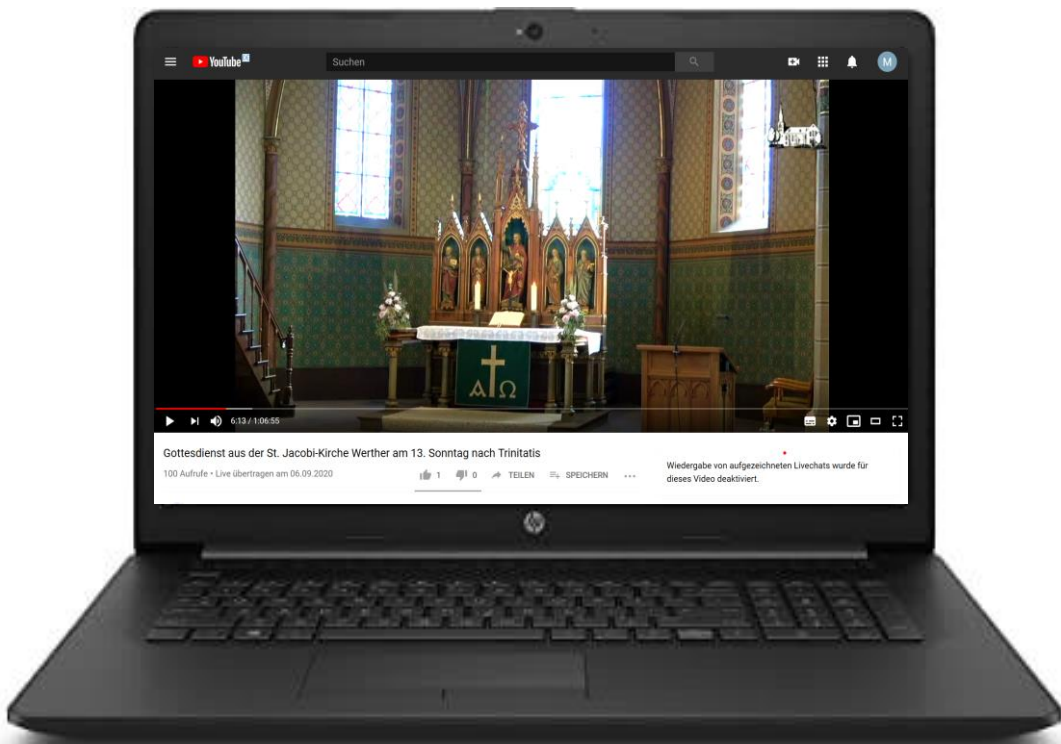 YouTube
Suchen
M
Α Ω
6:13 / 1:06:55
Gottesdienst aus der St. Jacobi-Kirche Werther am 13. Sonntag nach Trinitatis
100 Aufrufe • Live übertragen am 06.09.2020
1 0 TEILEN SPEICHERN
Wiedergabe von aufgezeichneten Livechats wurde für
dieses Video deaktiviert.
hp